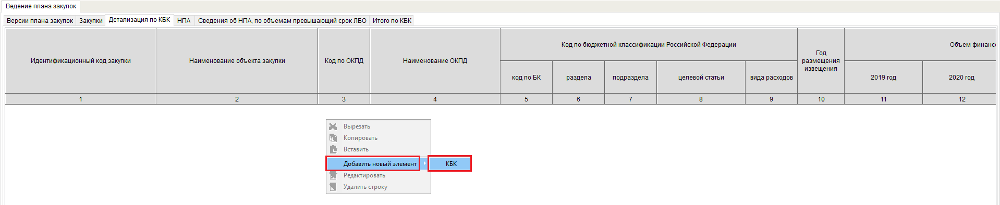 Ведение плана закупок
Версии плана закупок Закупки Детализация по КБК НПА Сведения об НПА, по объемам превышающий срок ЛБО Итого по КБК
Идентификационный код закупки
Наименование объекта закупки
Код по ОКПД
Наименование ОКПД
Код по бюджетной классификации Российской Федерации
код по БК раздела подраздела целевой статьи вида расходов
Год
размещения
извещения
Объем финанс
2019 год 2020 год
1 2 3 4 5 6 7 8 9 10 11 12
Вырезать
Копировать
Вставить
Добавить новый элемент КБК
Редактировать
Удалить строку